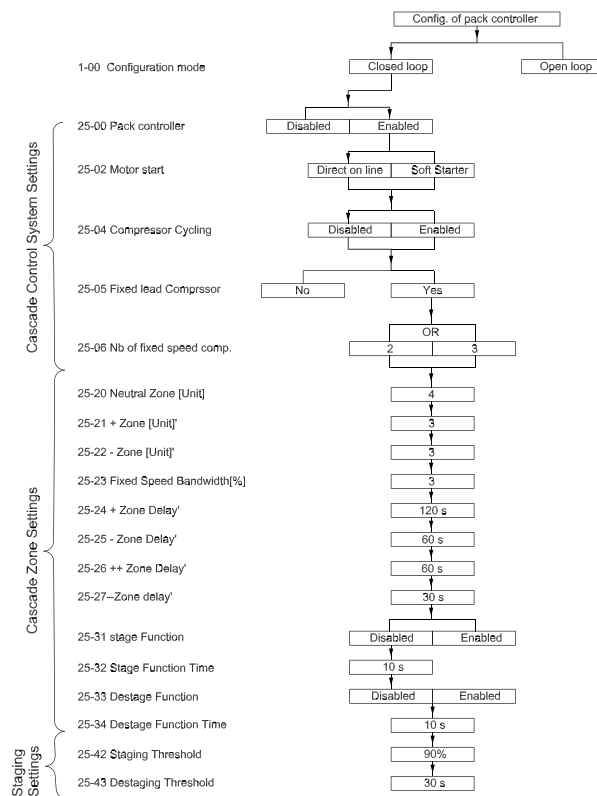 Config. of pack controller
1-00 Configuration mode
Closed loop
Open loop
Cascade Control System Settings
25-00 Pack controller
Disabled
Enabled
25-02 Motor start
Direct on line
Soft Starter
25-04 Compressor Cycling
Disabled
Enabled
25-05 Fixed lead Comprssor
No
Yes
OR
25-06 Nb of fixed speed comp.
2
3
Cascade Zone Settings
25-20 Neutral Zone [Unit]
4
25-21 + Zone [Unit]'
3
25-22 - Zone [Unit]'
3
25-23 Fixed Speed Bandwidth[%]
3
25-24 + Zone Delay'
120 s
25-25 - Zone Delay'
60 s
25-26 ++ Zone Delay'
60 s
25-27--Zone delay'
30 s
25-31 stage Function
Disabled
Enabled
25-32 Stage Function Time
10 s
25-33 Destage Function
Disabled
Enabled
25-34 Destage Function Time
10 s
Staging
Settings
25-42 Staging Threshold
90%
25-43 Destaging Threshold
30 s